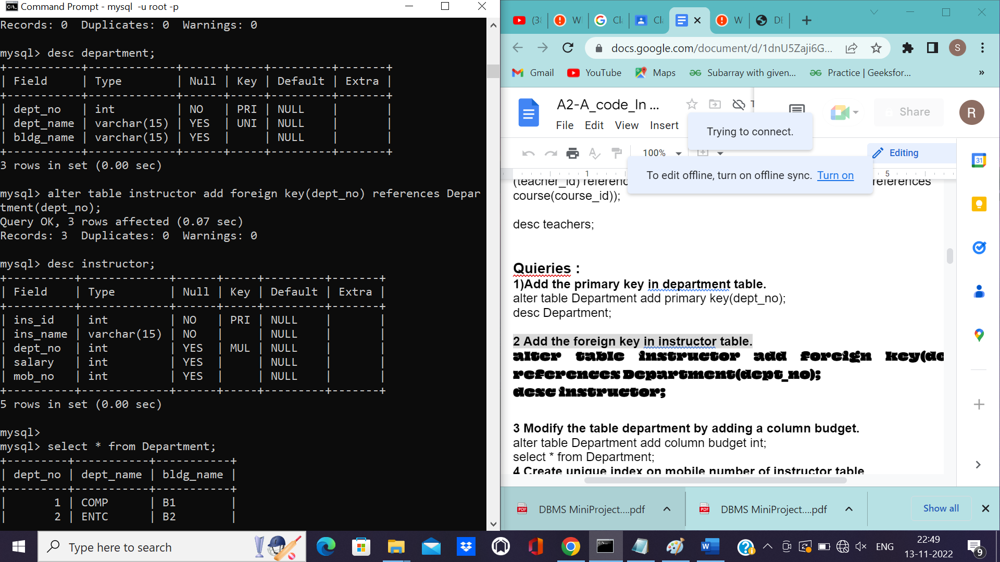 Command Prompt - mysql  -u root -p
Records: 0  Duplicates: 0  Warnings: 0
mysql> desc department;
+-----------+-------------+------+-----+---------+-------+
| Field     | Type        | Null | Key | Default | Extra |
+-----------+-------------+------+-----+---------+-------+
| dept_no   | int         | NO   | PRI | NULL    |       |
| dept_name | varchar(15) | YES  | UNI | NULL    |       |
| bldg_name | varchar(15) | YES  |     | NULL    |       |
+-----------+-------------+------+-----+---------+-------+
3 rows in set (0.00 sec)
mysql> alter table instructor add foreign key(dept_no) references Depar
tment(dept_no);
Query OK, 3 rows affected (0.07 sec)
Records: 3  Duplicates: 0  Warnings: 0
mysql> desc instructor;
+----------+-------------+------+-----+---------+-------+
| Field    | Type        | Null | Key | Default | Extra |
+----------+-------------+------+-----+---------+-------+
| ins_id   | int         | NO   | PRI | NULL    |       |
| ins_name | varchar(15) | NO   |     | NULL    |       |
| dept_no  | int         | YES  | MUL | NULL    |       |
| salary   | int         | YES  |     | NULL    |       |
| mob_no   | int         | YES  |     | NULL    |       |
+----------+-------------+------+-----+---------+-------+
5 rows in set (0.00 sec)
mysql>
mysql> select * from Department;
+---------+-----------+-----------+
| dept_no | dept_name | bldg_name |
+---------+-----------+-----------+
|       1 | COMP      | B1        |
|       2 | ENTC      | B2        |
(3 W Cl Cl W DE
docs.google.com/document/d/1dnU5Zaji6G...
S
Gmail YouTube Maps Subarray with given... Practice | Geeksfor... »
A2-A_code_In ...
Share
R
File Edit View Insert
Trying to connect.
100%
Editing
31
To edit offline, turn on offline sync. Turn on
1 5
(teacher_id) referenc references
course(course_id));
desc teachers;
Quieries :
1)Add the primary key in department table.
alter table Department add primary key(dept_no);
desc Department;
2 Add the foreign key in instructor table.
alter table instructor add foreign key(de
references Department(dept_no);
desc instructor;
3 Modify the table department by adding a column budget.
alter table Department add column budget int;
select * from Department;
4 Create unique index on mobile number of instructor table
PDF DBMS MiniProject....pdf
PDF DBMS MiniProject....pdf
Show all
Type here to search
W
ENG
22:49
13-11-2022
9